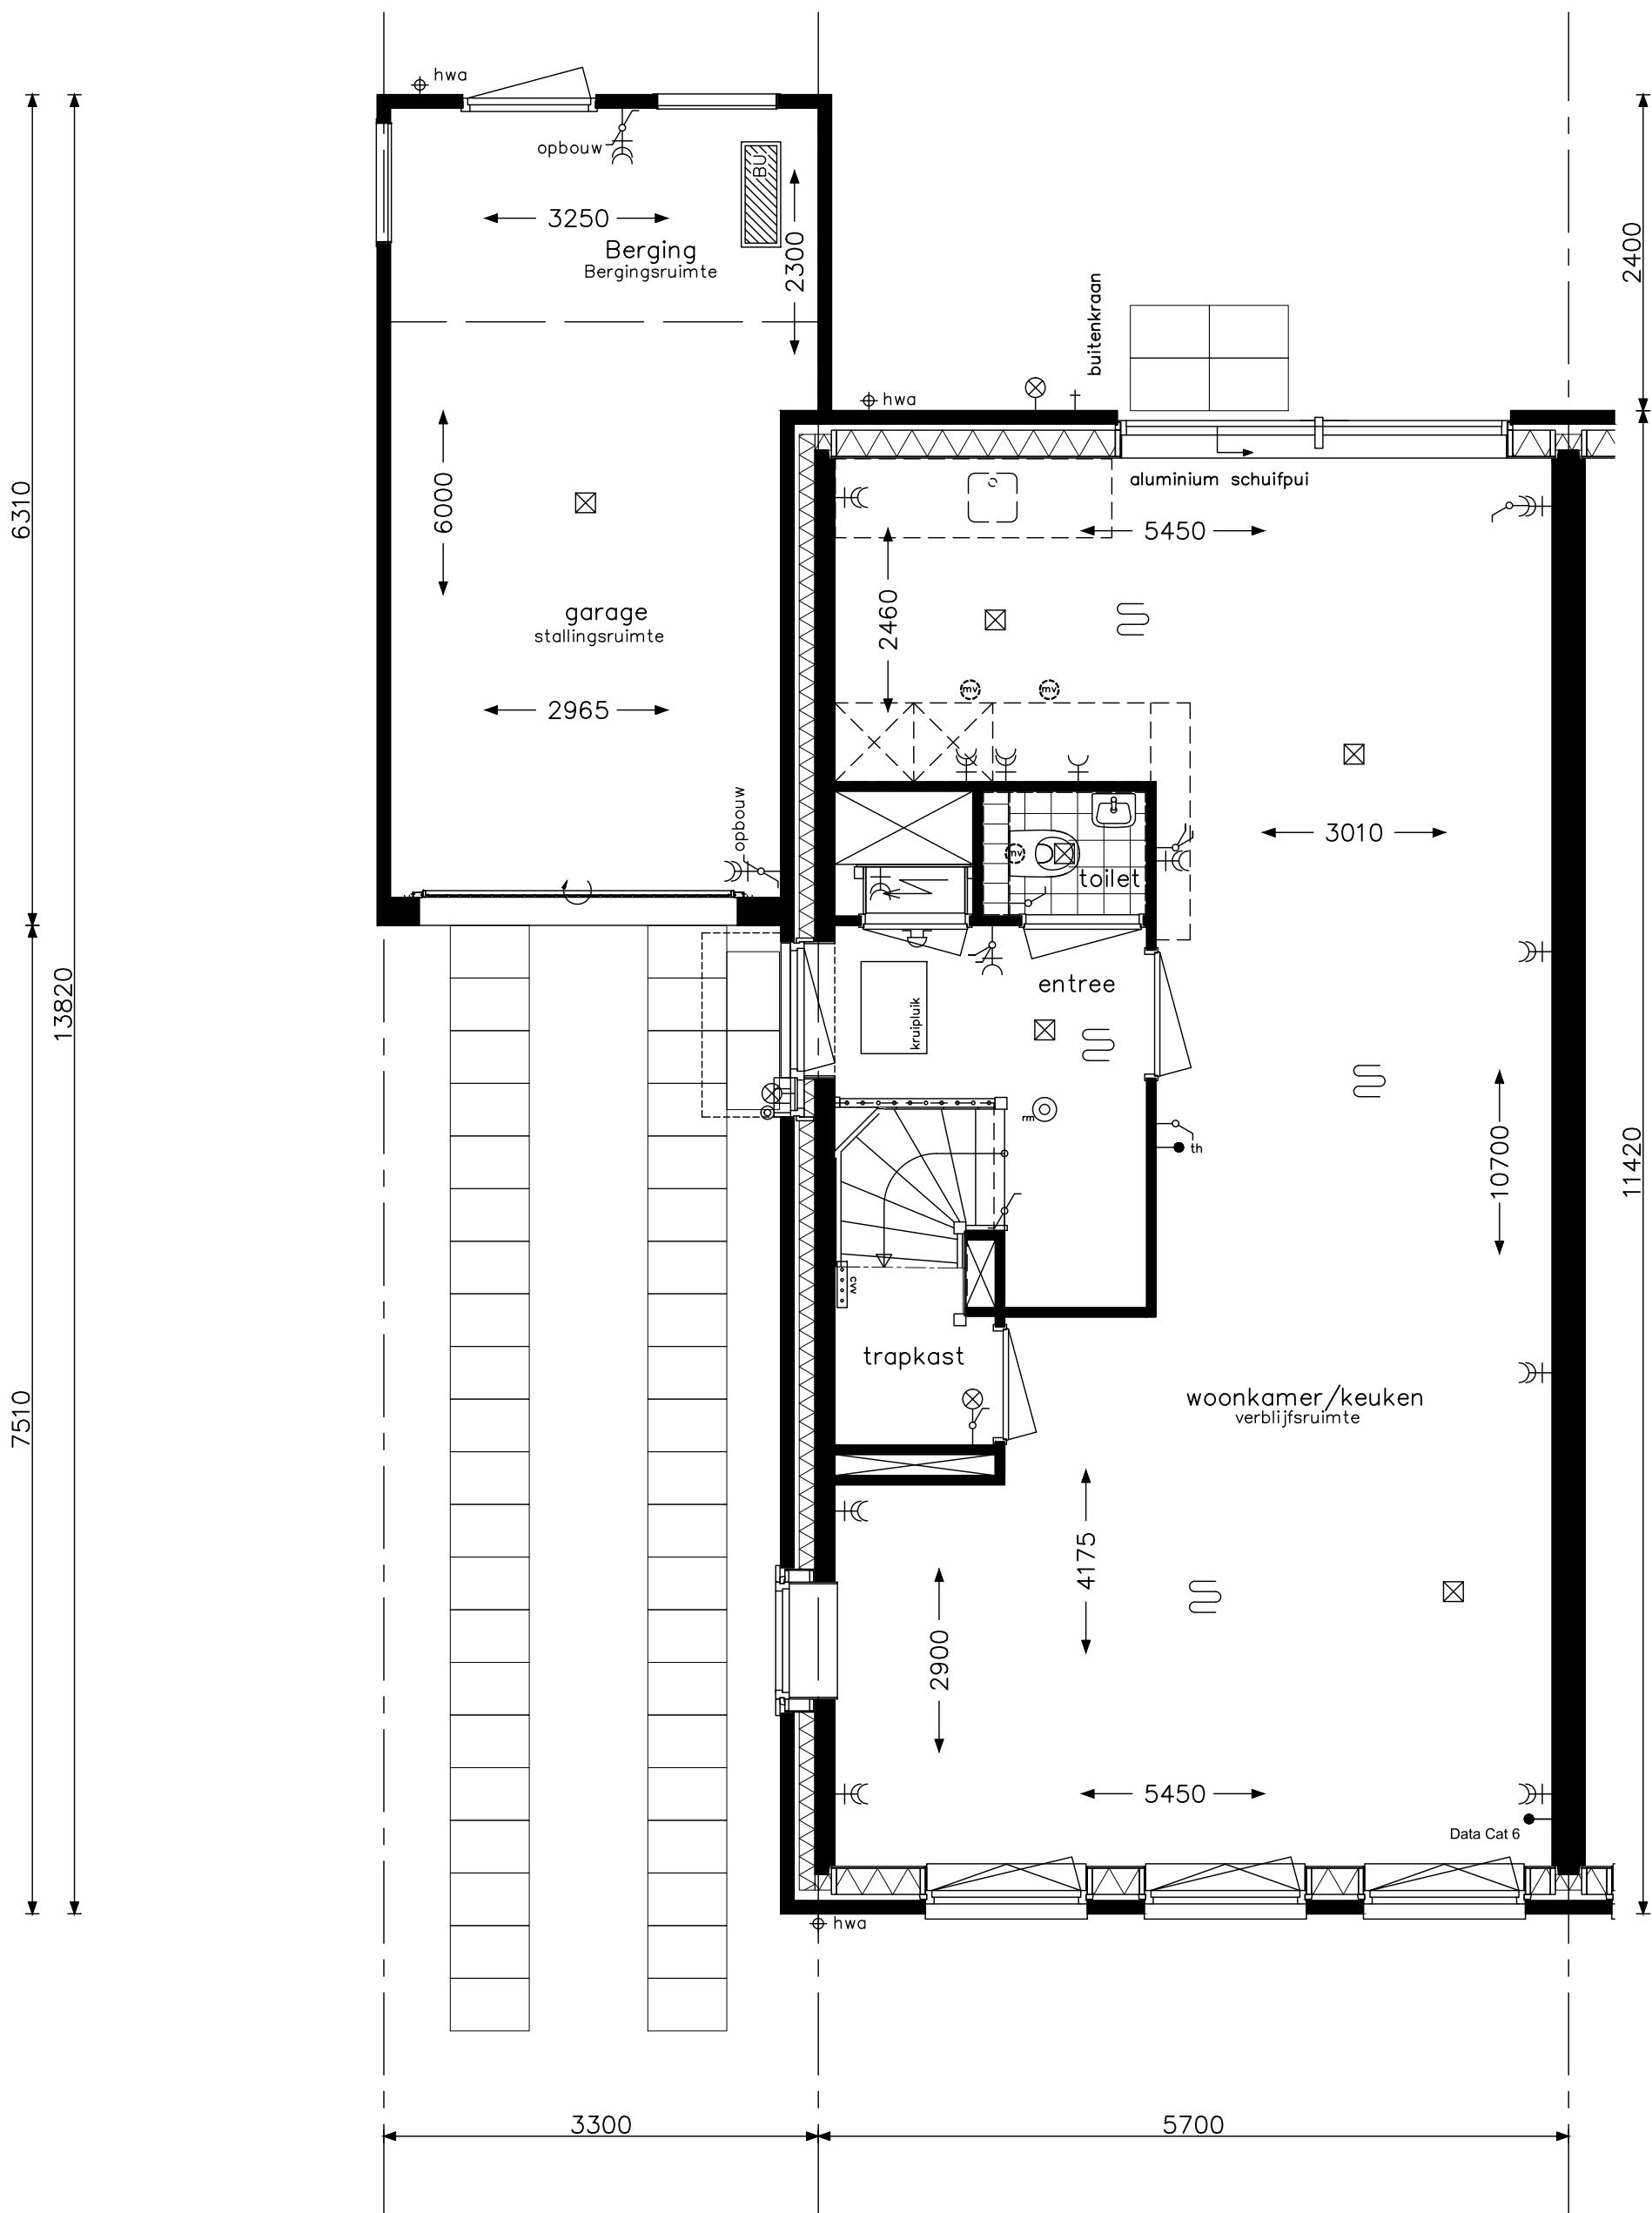 hwa
opbouw
BU
3250
Berging
Bergingsruimte
2300
2400
buitenkraan
hwa
aluminium schuifpui
5450
6000
6310
2460
garage
stallingsruimte
mv
mv
2965
opbouw
3010
mv
toilet
entree
kruipluik
13820
rm
th
10700
11420
cvv
trapkast
woonkamer/keuken
verblijfsruimte
7510
4175
2900
5450
Data Cat 6
hwa
3300
5700